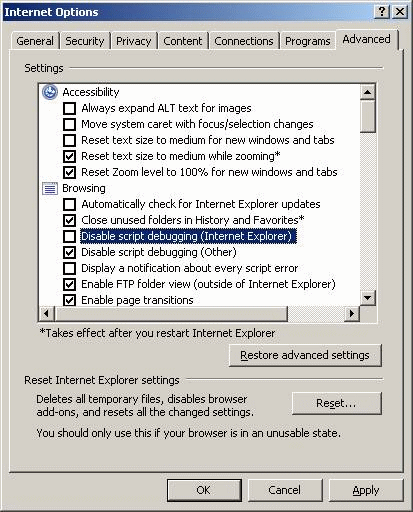 Internet Options
General
Security
Privacy
Content
Connections
Programs
Advanced
Settings
Accessibility
Always expand ALT text for images
Move system caret with focus/selection changes
Reset text size to medium for new windows and tabs
Reset text size to medium while zooming*
Reset Zoom level to 100% for new windows and tabs
Browsing
Automatically check for Internet Explorer updates
Close unused folders in History and Favorites*
Disable script debugging (Internet Explorer)
Disable script debugging (Other)
Display a notification about every script error
Enable FTP folder view (outside of Internet Explorer)
Enable page transitions
*Takes effect after you restart Internet Explorer
Restore advanced settings
Reset Internet Explorer settings
Deletes all temporary files, disables browser
add-ons, and resets all the changed settings.
Reset...
You should only use this if your browser is in an unusable state.
OK
Cancel
Apply